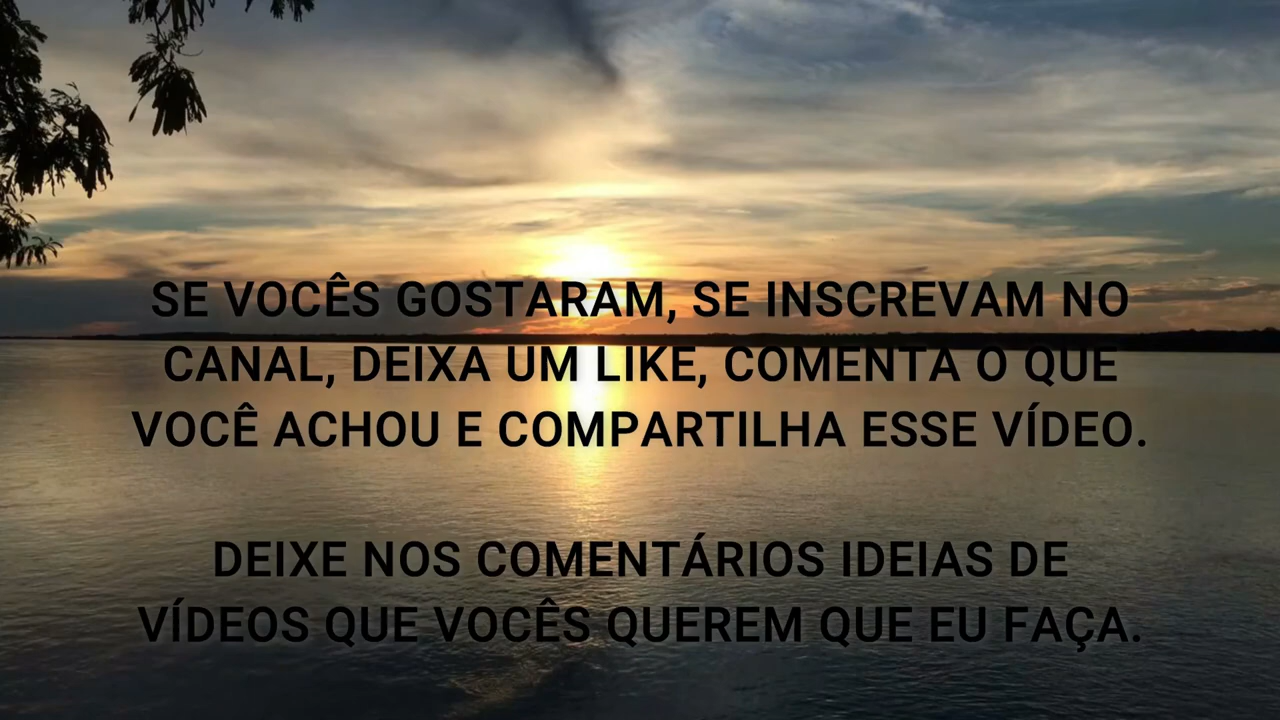 SE VOCÊS GOSTARAM, SE INSCREVAM NO
CANAL, DEIXA UM LIKE, COMENTA O QUE
VOCÊ ACHOU E COMPARTILHA ESSE VÍDEO.
DEIXE NOS COMENTÁRIOS IDEIAS DE
VÍDEOS QUE VOCÊS QUEREM QUE EU FAÇA.